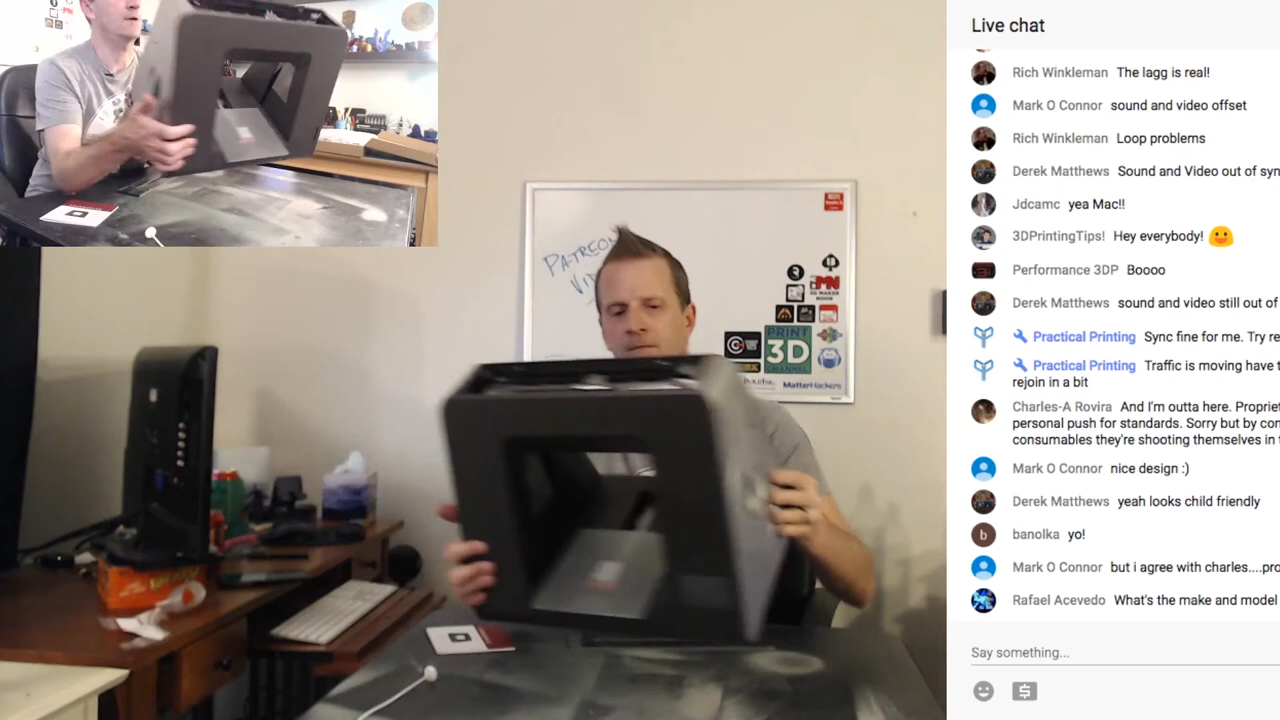 Live chat
Rich Winkleman The lagg is real!
Mark O Connor sound and video offset
Rich Winkleman Loop problems
Derek Matthews Sound and Video out of syn
Jdcamc yea Mac!!
3DPrintingTips! Hey everybody!
Performance 3DP Boooo
Derek Matthews sound and video still out of
Practical Printing Sync fine for me. Try re
Practical Printing Traffic is moving have t
rejoin in a bit
Charles-A Rovira And I'm outta here. Propriet
personal push for standards. Sorry but by con
consumables they're shooting themselves in t
Mark O Connor nice design :)
Derek Matthews yeah looks child friendly
b
banolka yo!
Mark O Connor but i agree with charles....pro
Rafael Acevedo What's the make and model
Say something...
PATREON
PRINT
3D
CHANNEL
MatterHackers